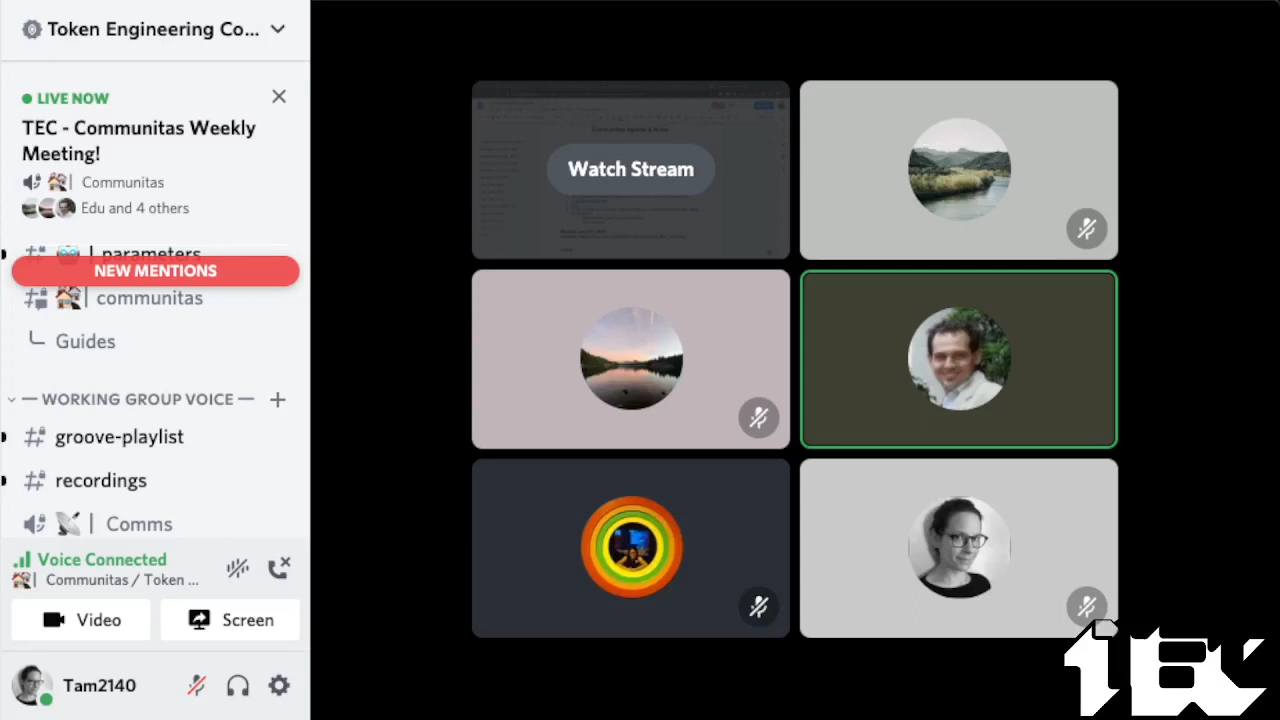 Token Engineering Co...
LIVE NOW
TEC - Communitas Weekly
Meeting!
Communitas
Edu and 4 others
parameters
NEW MENTIONS
communitas
Guides
WORKING GROUP VOICE
groove-playlist
recordings
Comms
Voice Connected
Communitas / Token ...
Video
Screen
Tam2140
Watch Stream
TEC